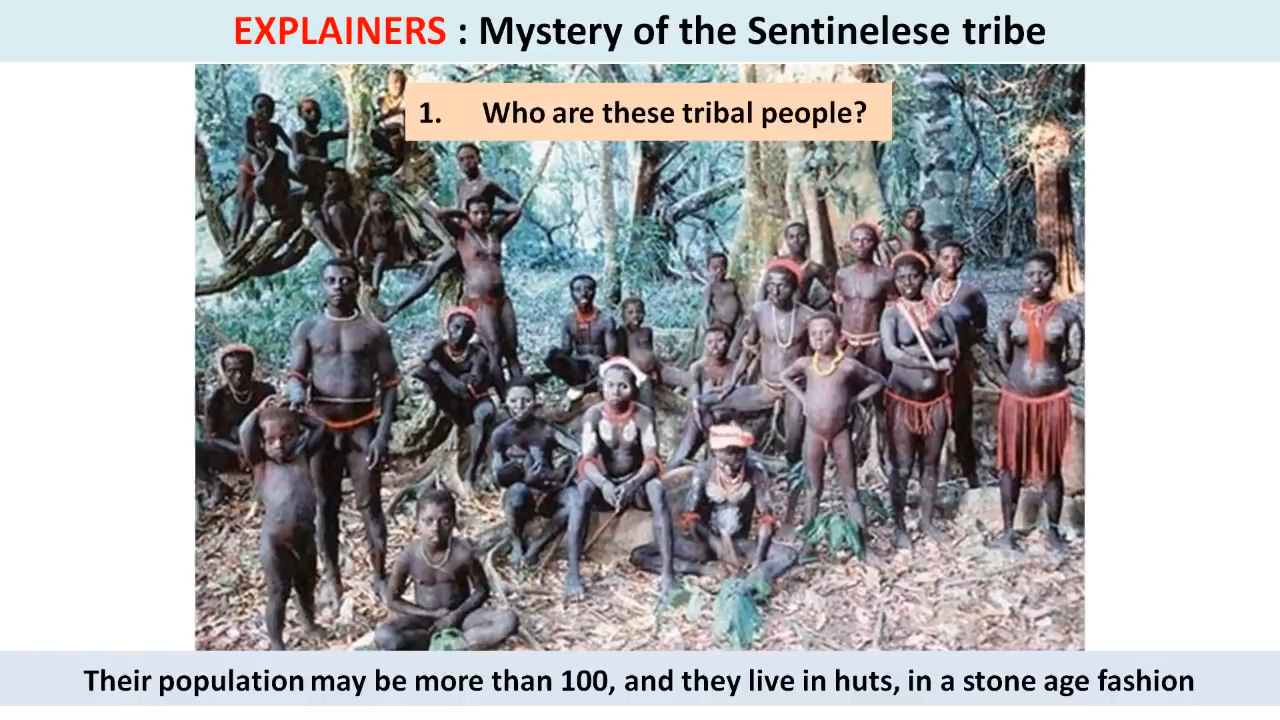 EXPLAINERS : Mystery of the Sentinelese tribe
1. Who are these tribal people?
Their population may be more than 100, and they live in huts, in a stone age fashion